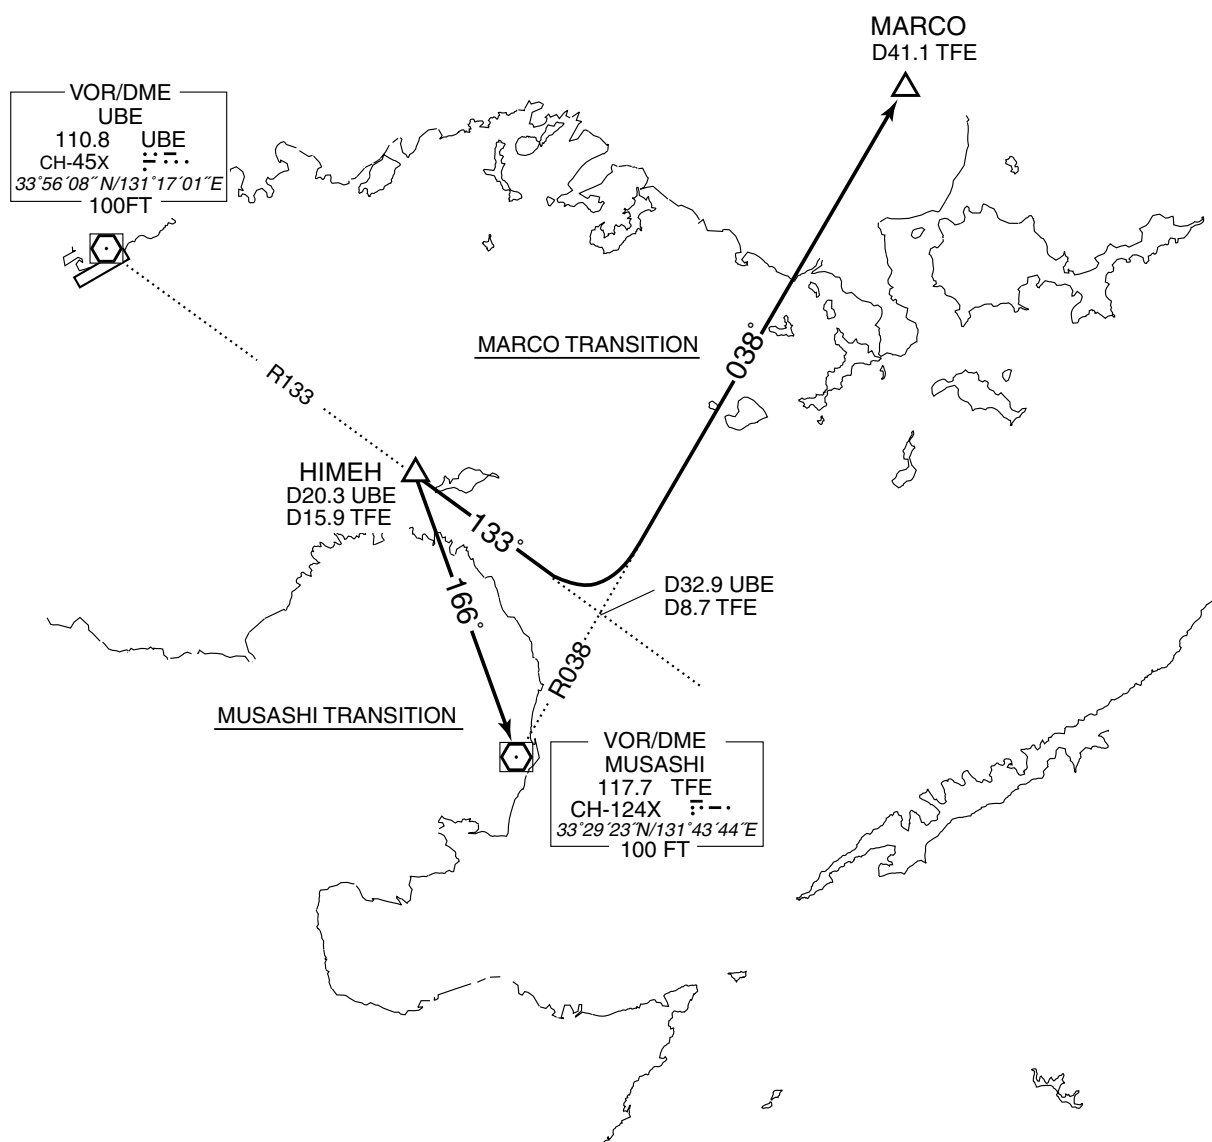 MARCO
D41.1 TFE
VOR/DME
UBE
110.8 UBE
CH-45X
33°56′08″N/131°17′01″E
100FT
MARCO TRANSITION
038°
R133
HIMEH
D20.3 UBE
D15.9 TFE
133°
166°
D32.9 UBE
D8.7 TFE
R038
MUSASHI TRANSITION
VOR/DME
MUSASHI
117.7 TFE
CH-124X
33°29′23″N/131°43′44″E
100 FT